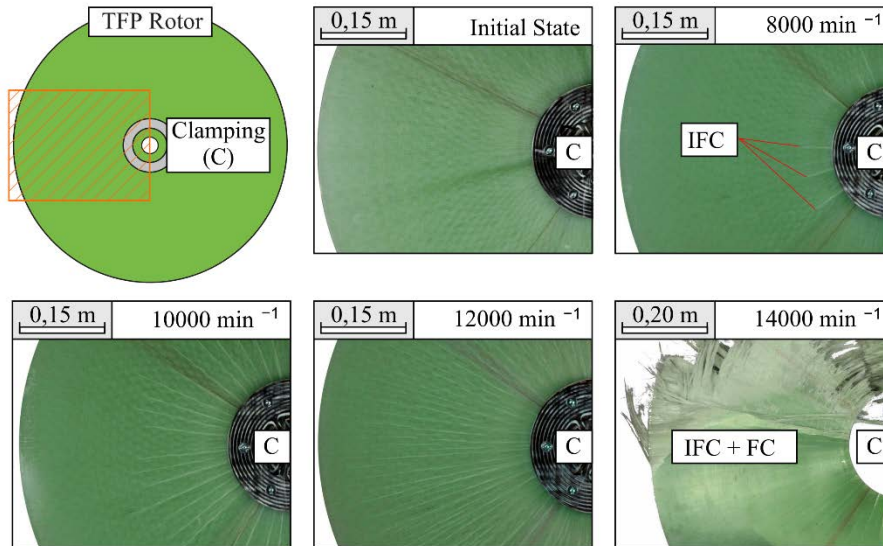 TFP Rotor
Clamping
(C)
0,15 m
Initial State
C
0,15 m
8000 min ⁻¹
IFC
C
0,15 m
10000 min ⁻¹
C
0,15 m
12000 min ⁻¹
C
0,20 m
14000 min ⁻¹
IFC + FC
C